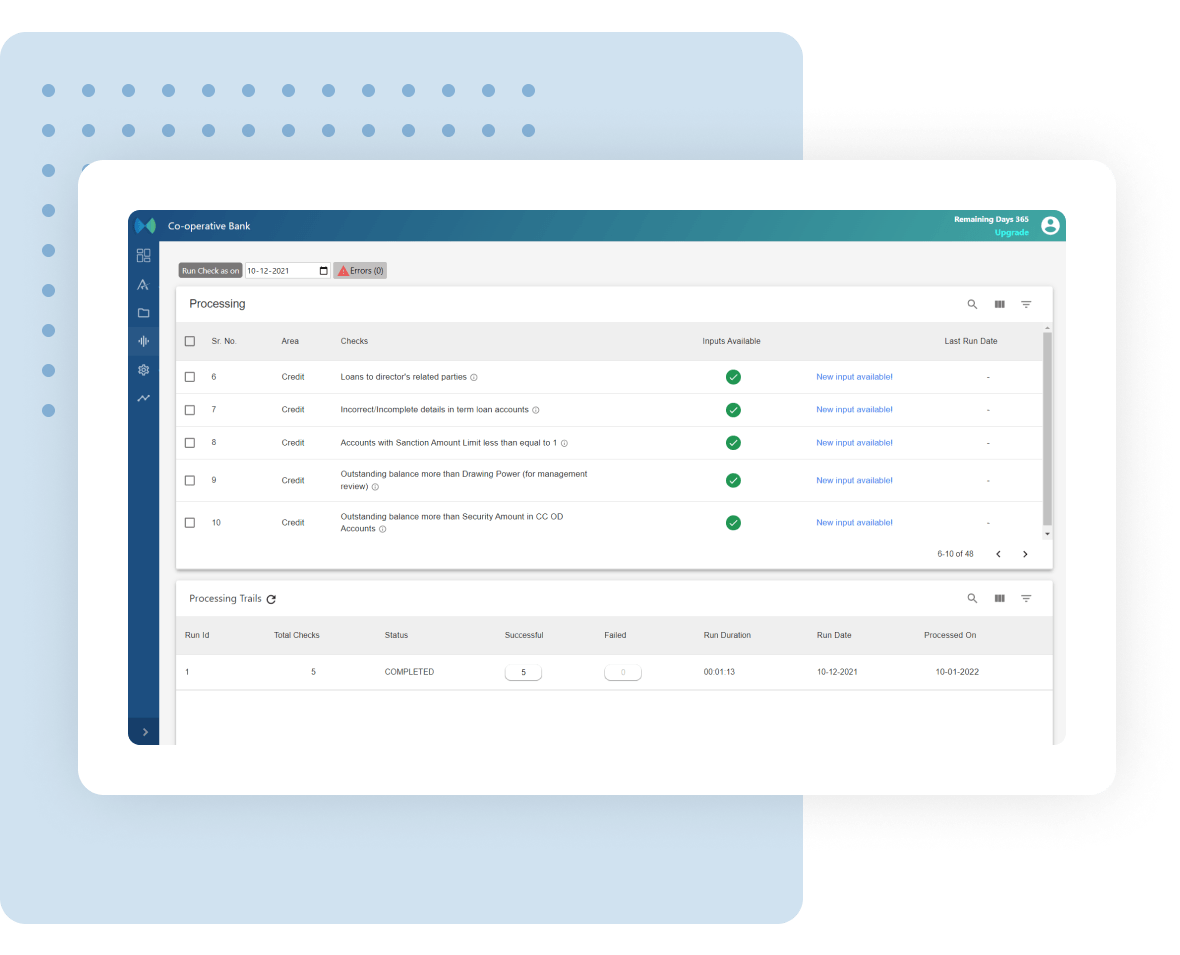 Co-operative Bank
Remaining Days 365
Upgrade
Run Check as on 10-12-2021 Errors (0)
Processing
Sr. No. Area Checks Inputs Available Last Run Date
6 Credit Loans to director's related parties New input available! -
7 Credit Incorrect/Incomplete details in term loan accounts New input available! -
8 Credit Accounts with Sanction Amount Limit less than equal to 1 New input available! -
9 Credit Outstanding balance more than Drawing Power (for management
review) New input available! -
10 Credit Outstanding balance more than Security Amount in CC OD
Accounts New input available! -
6-10 of 48
Processing Trails
Run Id Total Checks Status Successful Failed Run Duration Run Date Processed On
1 5 COMPLETED 5 0 00:01:13 10-12-2021 10-01-2022